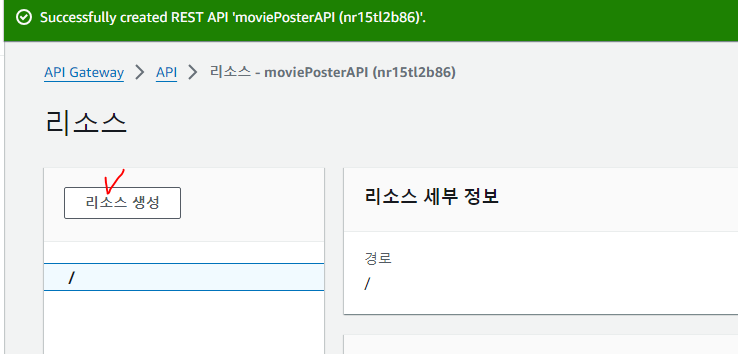 Successfully created REST API 'moviePosterAPI (nr15tl2b86)'.
API Gateway > API > 리소스 - moviePosterAPI (nr15tl2b86)
리소스
리소스 생성
/
리소스 세부 정보
경로
/